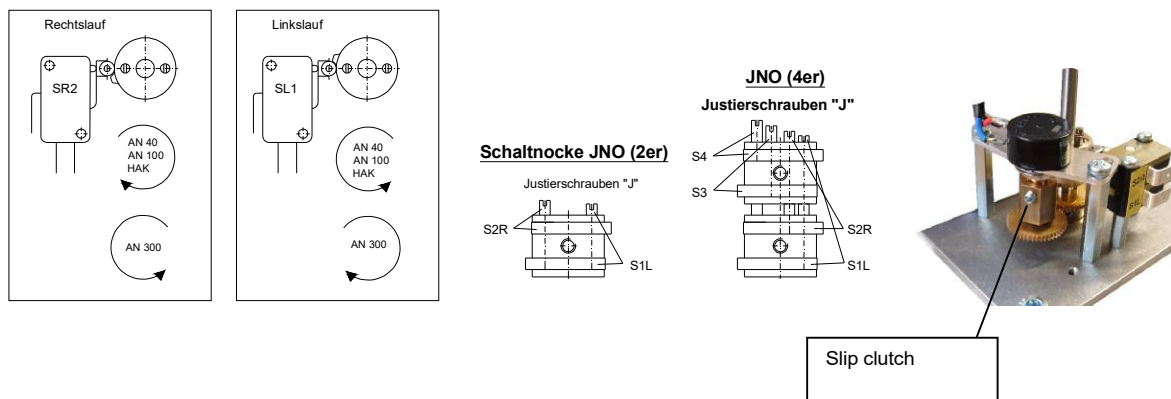 Rechtslauf
SR2
AN 40
AN 100
HAK
AN 300
Linkslauf
SL1
AN 40
AN 100
HAK
AN 300
Schaltnocke JNO (2er)
Justierschrauben "J"
S2R
S1L
JNO (4er)
Justierschrauben "J"
S4
S3
S2R
S1L
S1L
Slip clutch